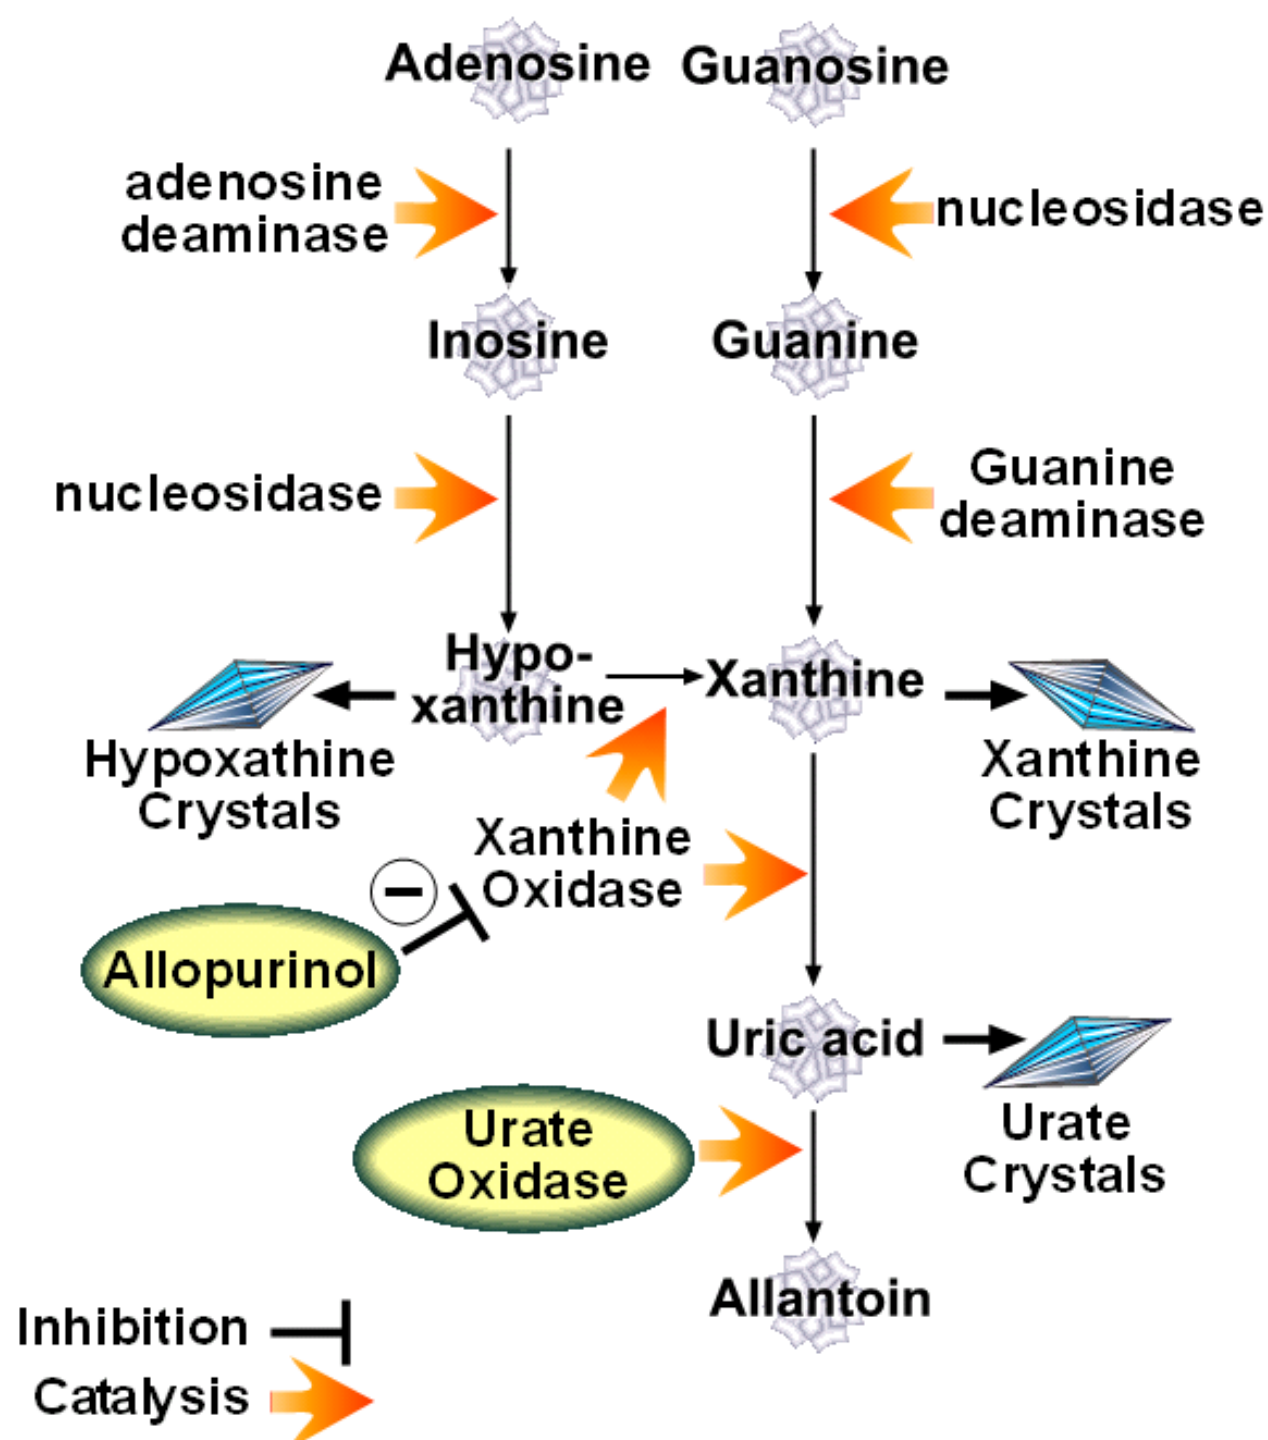 Adenosine Guanosine
adenosine
deaminase
nucleosidase
Inosine
Guanine
nucleosidase
Guanine
deaminase
Hypo-
xanthine
Xanthine
Hypoxathine
Crystals
Xanthine
Crystals
Xanthine
Oxidase
−
Allopurinol
Uric acid
Urate
Oxidase
Urate
Crystals
Allantoin
Inhibition
Catalysis